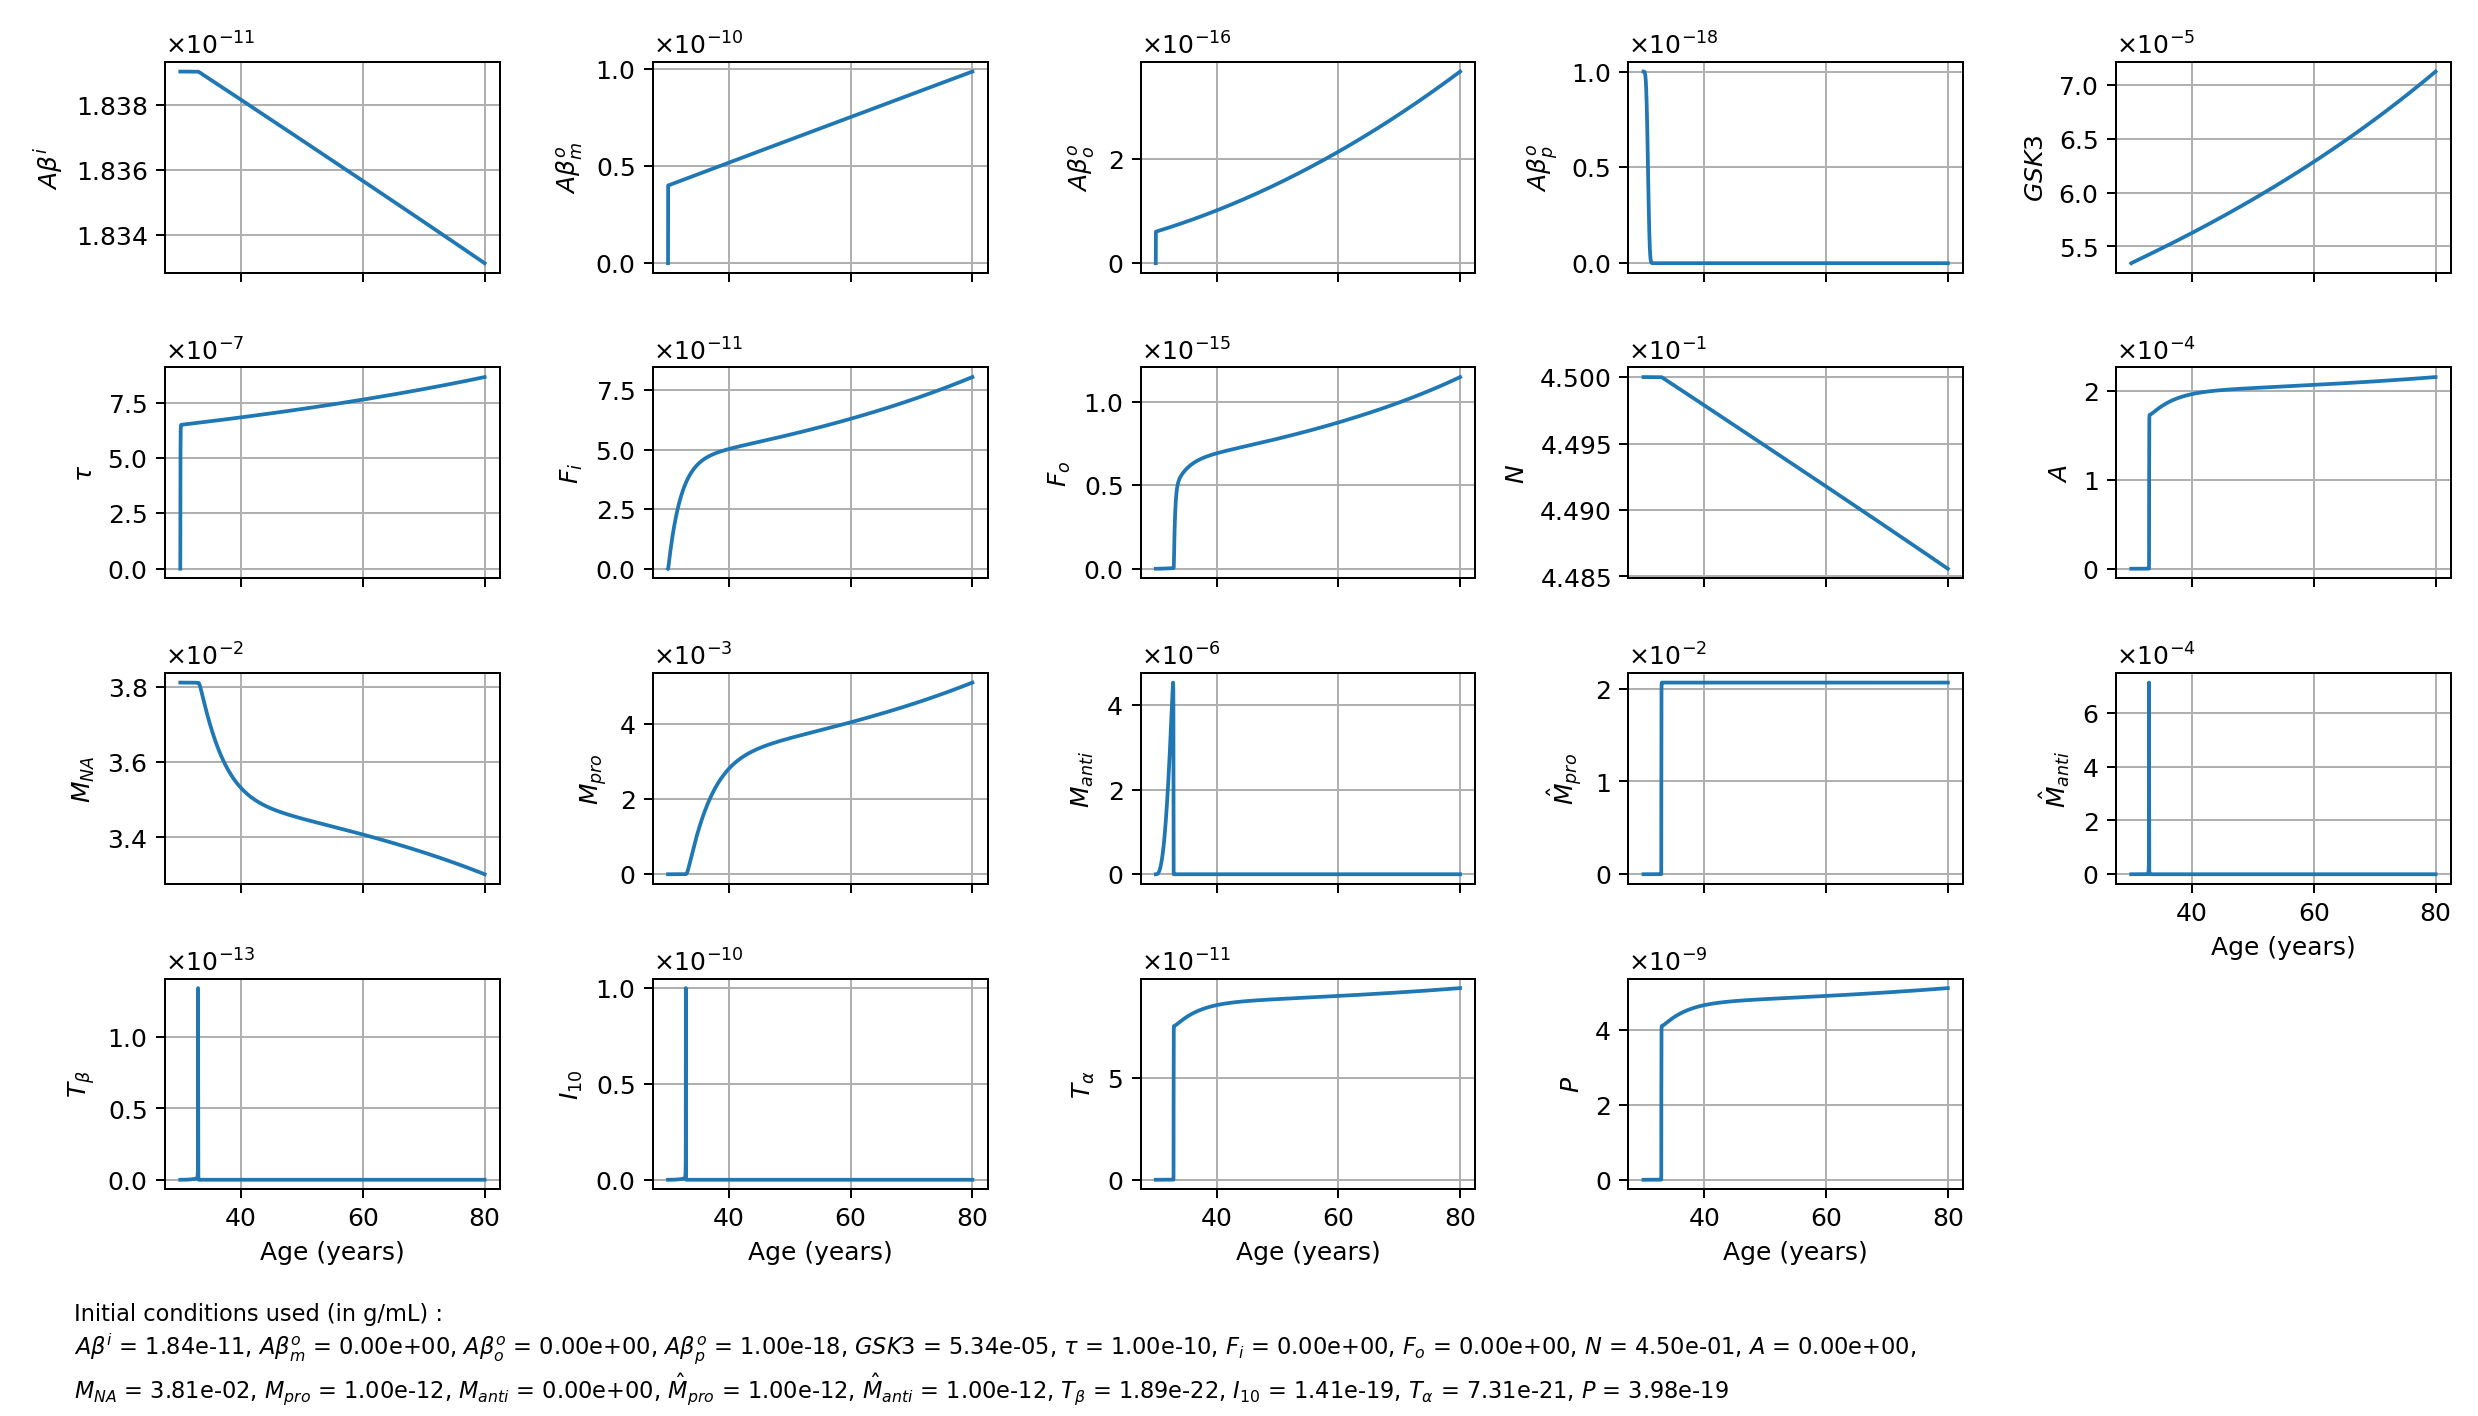 ×10⁻¹¹ ×10⁻¹⁰ ×10⁻¹⁶ ×10⁻¹⁸ ×10⁻⁵
Aβⁱ 1.838 1.836 1.834
Aβ_m^o 1.0 0.5 0.0
Aβ_o^o 2 0
Aβ_p^o 1.0 0.5 0.0
GSK3 7.0 6.5 6.0 5.5
×10⁻⁷ ×10⁻¹¹ ×10⁻¹⁵ ×10⁻¹ ×10⁻⁴
τ 7.5 5.0 2.5 0.0
F_i 7.5 5.0 2.5 0.0
F_o 1.0 0.5 0.0
N 4.500 4.495 4.490 4.485
A 2 1 0
×10⁻² ×10⁻³ ×10⁻⁶ ×10⁻² ×10⁻⁴
M_NA 3.8 3.6 3.4
M_pro 4 2 0
M_anti 4 2 0
M̂_pro 2 1 0
M̂_anti 6 4 2 0
40 60 80
Age (years)
×10⁻¹³ ×10⁻¹⁰ ×10⁻¹¹ ×10⁻⁹
T_β 1.0 0.5 0.0
I₁₀ 1.0 0.5 0.0
T_α 5 0
P 4 2 0
40 60 80 40 60 80 40 60 80 40 60 80
Age (years) Age (years) Age (years) Age (years)
Initial conditions used (in g/mL) :
Aβⁱ = 1.84e-11, Aβ_m^o = 0.00e+00, Aβ_o^o = 0.00e+00, Aβ_p^o = 1.00e-18, GSK3 = 5.34e-05, τ = 1.00e-10, F_i = 0.00e+00, F_o = 0.00e+00, N = 4.50e-01, A = 0.00e+00,
M_NA = 3.81e-02, M_pro = 1.00e-12, M_anti = 0.00e+00, M̂_pro = 1.00e-12, M̂_anti = 1.00e-12, T_β = 1.89e-22, I₁₀ = 1.41e-19, T_α = 7.31e-21, P = 3.98e-19